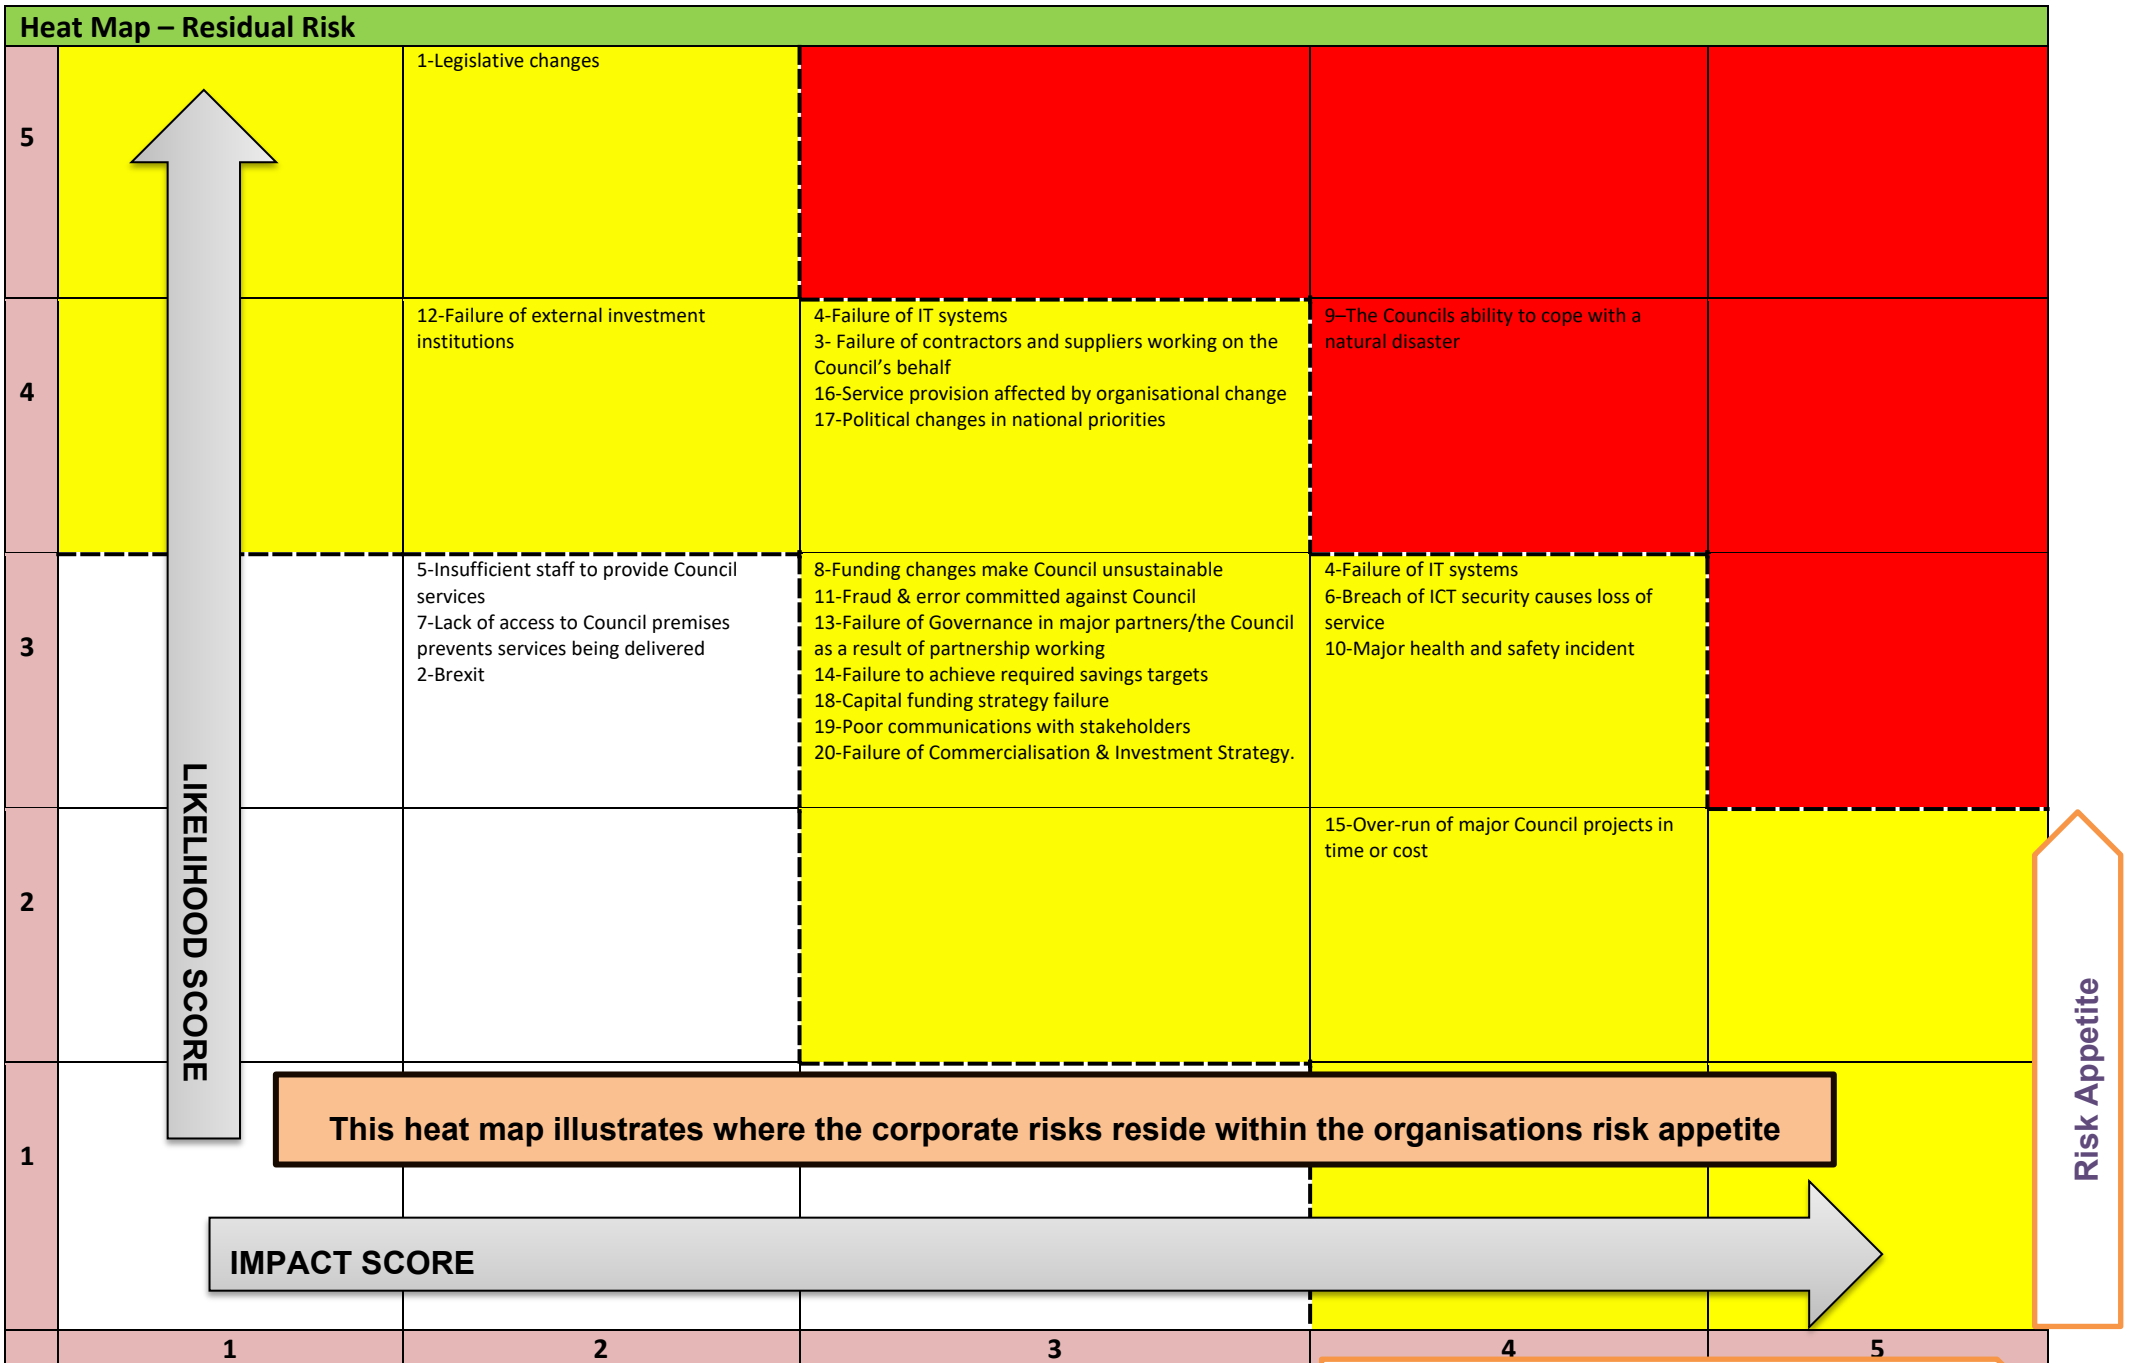 Heat Map – Residual Risk
5
1-Legislative changes
4
12-Failure of external investment
institutions
4-Failure of IT systems
3- Failure of contractors and suppliers working on the
Council’s behalf
16-Service provision affected by organisational change
17-Political changes in national priorities
9–The Councils ability to cope with a
natural disaster
3
5-Insufficient staff to provide Council
services
7-Lack of access to Council premises
prevents services being delivered
2-Brexit
8-Funding changes make Council unsustainable
11-Fraud & error committed against Council
13-Failure of Governance in major partners/the Council
as a result of partnership working
14-Failure to achieve required savings targets
18-Capital funding strategy failure
19-Poor communications with stakeholders
20-Failure of Commercialisation & Investment Strategy.
4-Failure of IT systems
6-Breach of ICT security causes loss of
service
10-Major health and safety incident
LIKELIHOOD SCORE
2
15-Over-run of major Council projects in
time or cost
Risk Appetite
1
This heat map illustrates where the corporate risks reside within the organisations risk appetite
IMPACT SCORE
1
2
3
4
5